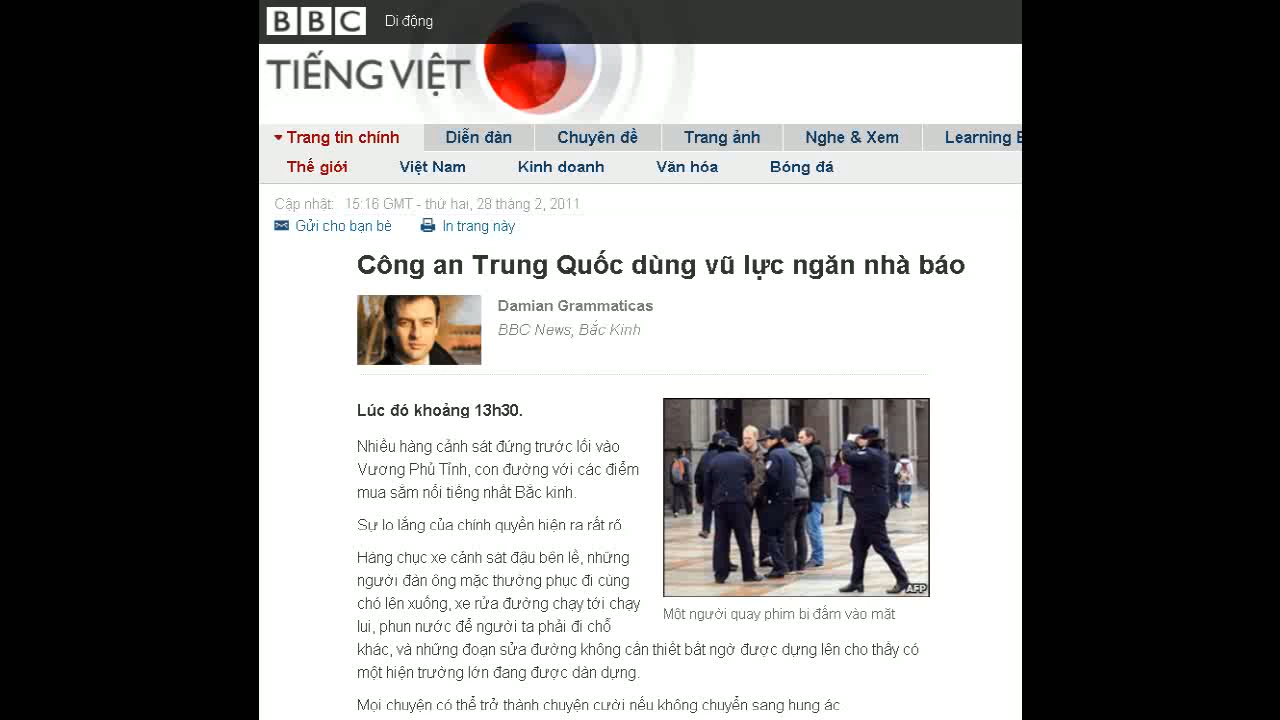 BBC Di động
TIẾNG VIỆT
Trang tin chính Diễn đàn Chuyên đề Trang ảnh Nghe & Xem Learning E
Thế giới Việt Nam Kinh doanh Văn hóa Bóng đá
Cập nhật: 15:16 GMT - thứ hai, 28 tháng 2, 2011
Gửi cho bạn bè In trang này
Công an Trung Quốc dùng vũ lực ngăn nhà báo
Damian Grammaticas
BBC News, Bắc Kinh
Lúc đó khoảng 13h30.
Nhiều hàng cảnh sát đứng trước lối vào
Vương Phủ Tỉnh, con đường với các điểm
mua sắm nổi tiếng nhất Bắc kinh.
Sự lo lắng của chính quyền hiện ra rất rõ
Hàng chục xe cảnh sát đậu bên lề, những
người đàn ông mặc thường phục đi cùng
chó lên xuống, xe rửa đường chạy tới chạy
lui, phun nước để người ta phải đi chỗ
AFP
Một người quay phim bị đấm vào mặt
khác, và những đoạn sửa đường không cần thiết bất ngờ được dựng lên cho thấy có
một hiện trường lớn đang được dàn dựng.
Mọi chuyện có thể trở thành chuyện cười nếu không chuyển sang hung ác